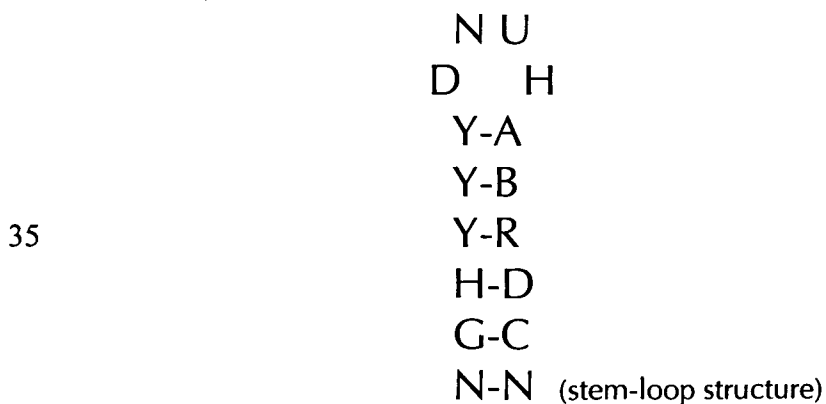 N U
D H
Y-A
Y-B
35 Y-R
H-D
G-C
N-N (stem-loop structure)